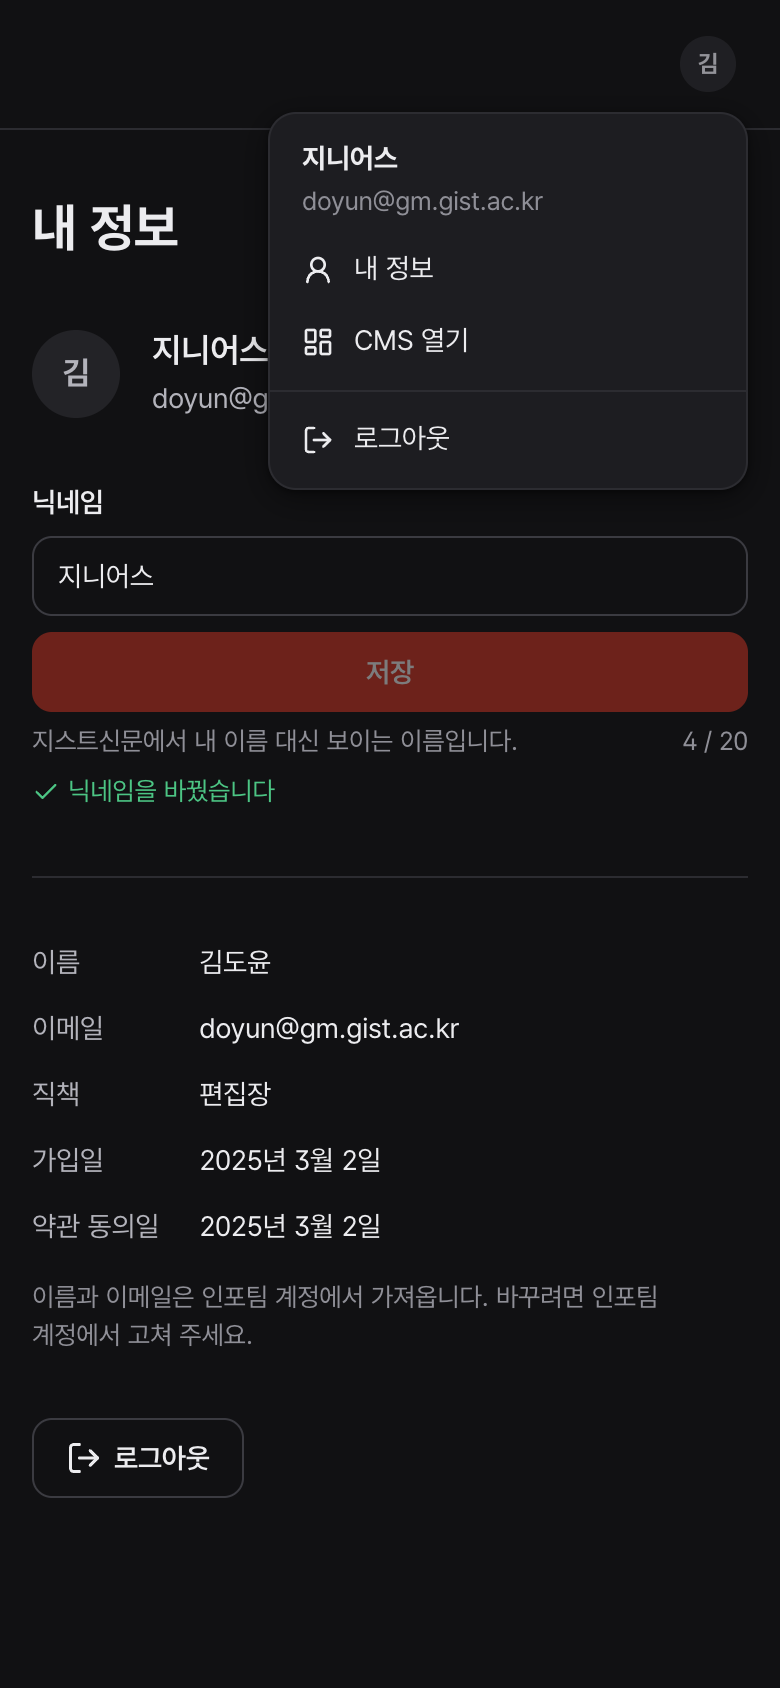 김
지니어스
doyun@gm.gist.ac.kr
내 정보
CMS 열기
로그아웃
내 정보
김
지니어스
doyun@g
닉네임
지니어스
저장
지스트신문에서 내 이름 대신 보이는 이름입니다. 4 / 20
닉네임을 바꿨습니다
이름 김도윤
이메일 doyun@gm.gist.ac.kr
직책 편집장
가입일 2025년 3월 2일
약관 동의일 2025년 3월 2일
이름과 이메일은 인포팀 계정에서 가져옵니다. 바꾸려면 인포팀
계정에서 고쳐 주세요.
로그아웃